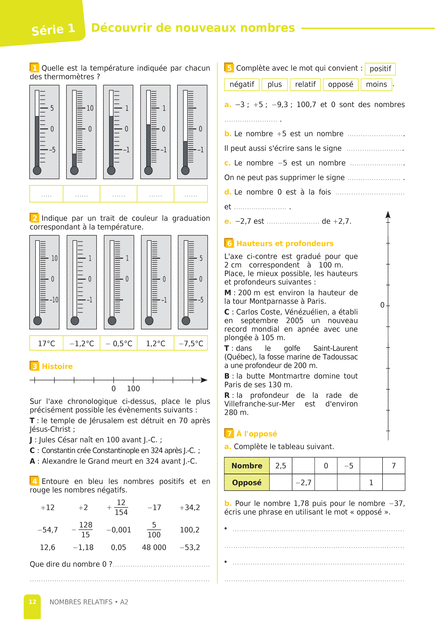 Série 1
Découvrir de nouveaux nombres
1 Quelle est la température indiquée par chacun
des thermomètres ?
5
0
−5
10
0
1
0
1
0
−1
0
−1
...... ...... ...... ...... ......
2 Indique par un trait de couleur la graduation
correspondant à la température.
10
0
−10
1
0
−1
1
0
1
0
−1
5
0
−5
17°C −1,2°C − 0,5°C 1,2°C −7,5°C
3 Histoire
0 100
Sur l'axe chronologique ci-dessus, place le plus
précisément possible les évènements suivants :
T : le temple de Jérusalem est détruit en 70 après
Jésus-Christ ;
J : Jules César naît en 100 avant J.-C. ;
C : Constantin crée Constantinople en 324 après J.-C. ;
A : Alexandre le Grand meurt en 324 avant J.-C.
4 Entoure en bleu les nombres positifs et en
rouge les nombres négatifs.
+12 +2 + 12/154 −17 +34,2
−54,7 − 128/15 −0,001 5/100 100,2
12,6 −1,18 0,05 48 000 −53,2
Que dire du nombre 0 ?
5 Complète avec le mot qui convient : positif
négatif plus relatif opposé moins .
a. −3 ; +5 ; −9,3 ; 100,7 et 0 sont des nombres
...................... .
b. Le nombre +5 est un nombre ...................... .
Il peut aussi s'écrire sans le signe ...................... .
c. Le nombre −5 est un nombre ...................... .
On ne peut pas supprimer le signe ...................... .
d. Le nombre 0 est à la fois ......................
et ...................... .
e. −2,7 est ...................... de +2,7.
6 Hauteurs et profondeurs
L'axe ci-contre est gradué pour que
2 cm correspondent à 100 m.
Place, le mieux possible, les hauteurs
et profondeurs suivantes :
M : 200 m est environ la hauteur de
la tour Montparnasse à Paris.
C : Carlos Coste, Vénézuélien, a établi
en septembre 2005 un nouveau
record mondial en apnée avec une
plongée à 105 m.
T : dans le golfe Saint-Laurent
(Québec), la fosse marine de Tadoussac
a une profondeur de 200 m.
B : la butte Montmartre domine tout
Paris de ses 130 m.
R : la profondeur de la rade de
Villefranche-sur-Mer est d'environ
280 m.
0
7 À l'opposé
a. Complète le tableau suivant.
Nombre 2,5 0 −5 7
Opposé −2,7 1
b. Pour le nombre 1,78 puis pour le nombre −37,
écris une phrase en utilisant le mot « opposé ».
•
•
12 NOMBRES RELATIFS • A2